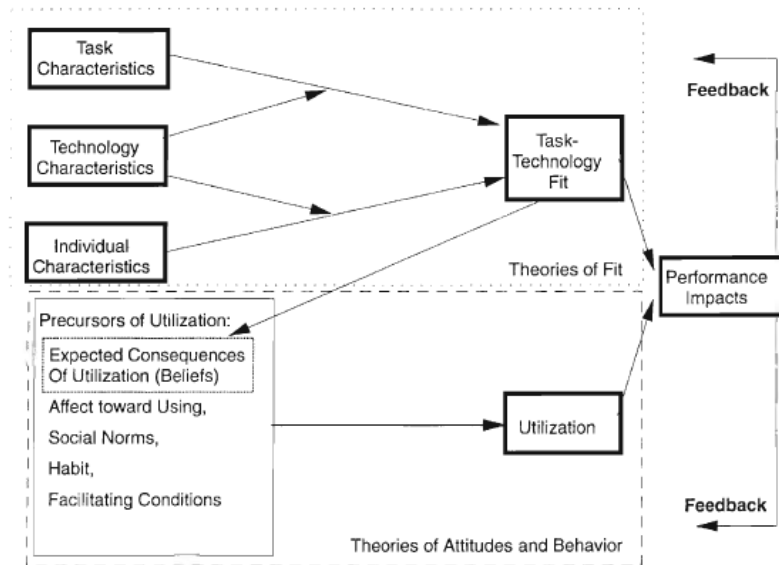 Task
Characteristics
Technology
Characteristics
Individual
Characteristics
Task-
Technology
Fit
Theories of Fit
Feedback
Performance
Impacts
Precursors of Utilization:
Expected Consequences
Of Utilization (Beliefs)
Affect toward Using,
Social Norms,
Habit,
Facilitating Conditions
Utilization
Theories of Attitudes and Behavior
Feedback